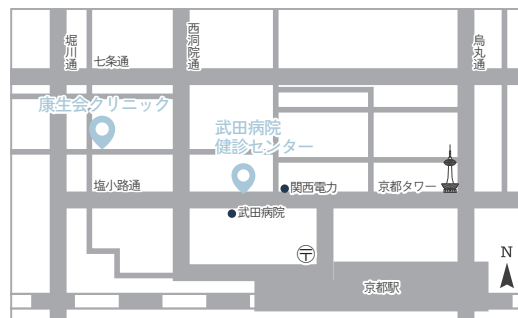 堀川通
西洞院通
烏丸通
七条通
康生会クリニック
武田病院
健診センター
塩小路通
関西電力
京都タワー
武田病院
〒
N
京都駅